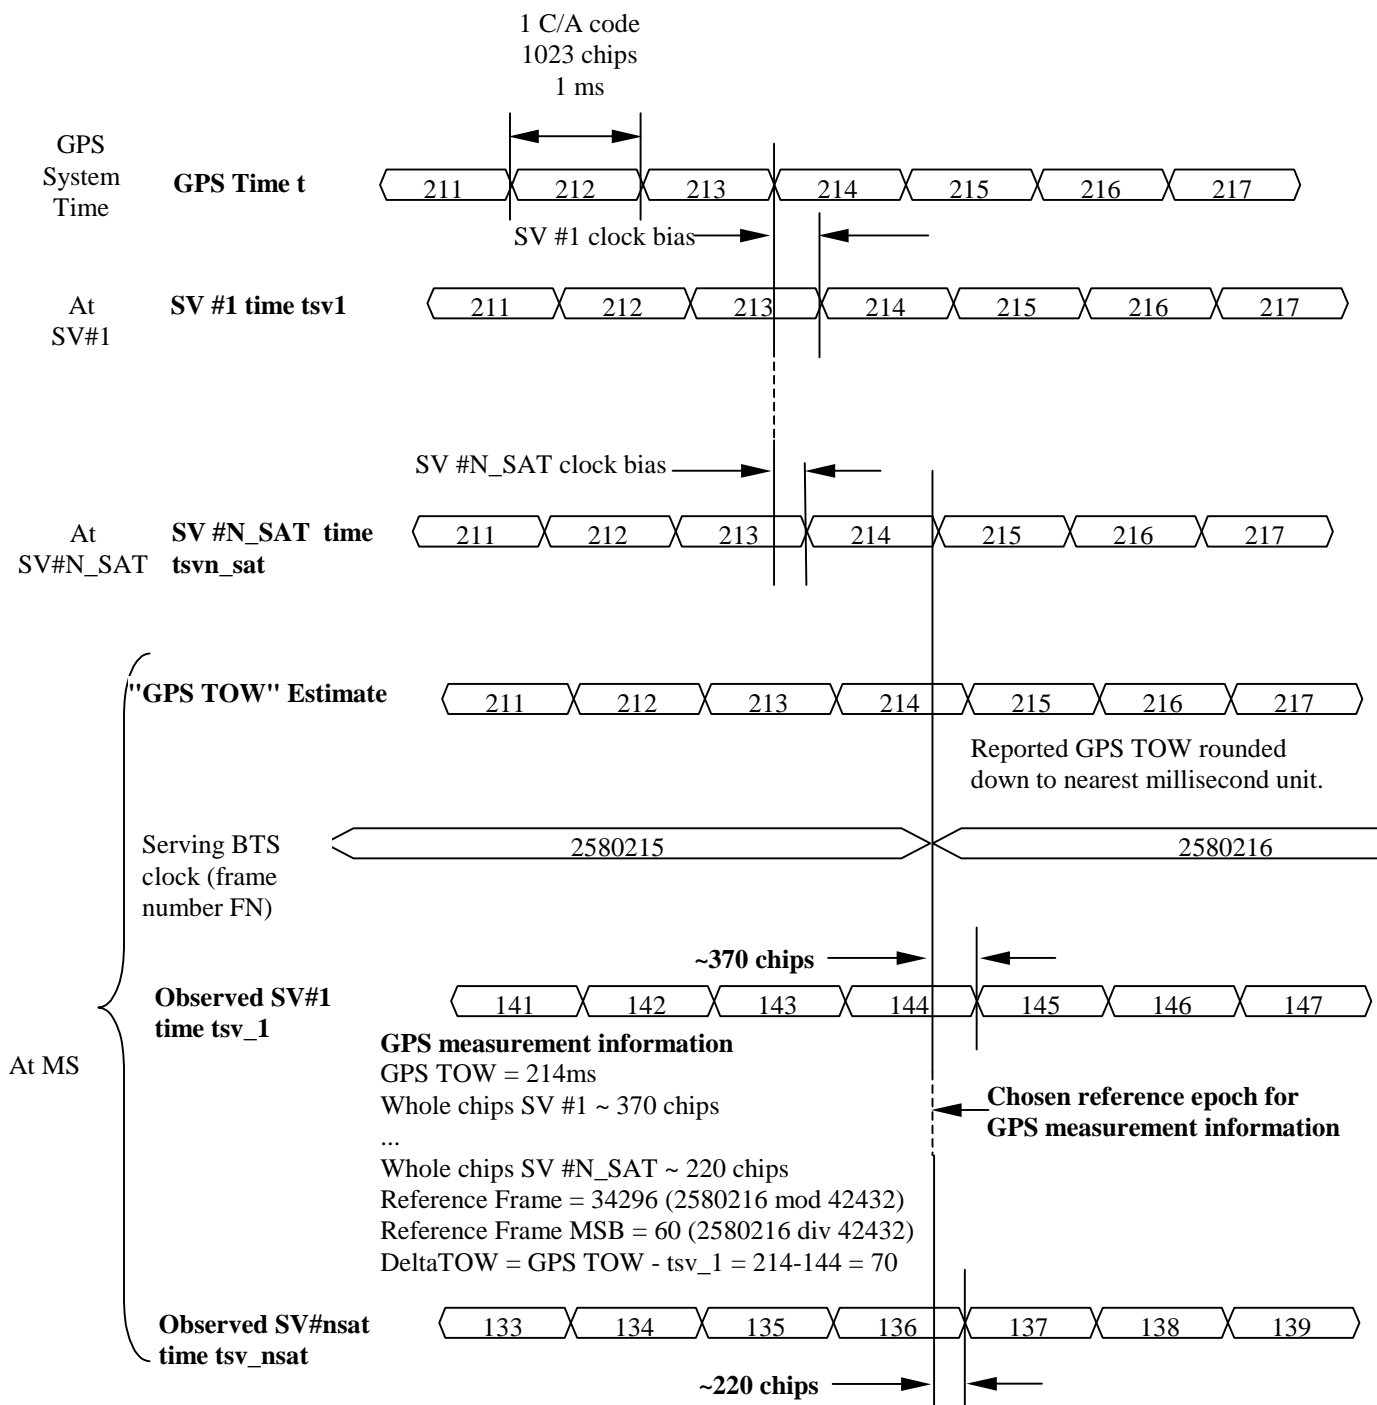 1 C/A code
1023 chips
1 ms
GPS
System
Time
GPS Time t
211 212 213 214 215 216 217
SV #1 clock bias
At
SV#1
SV #1 time tsv1
211 212 213 214 215 216 217
SV #N_SAT clock bias
At
SV#N_SAT
SV #N_SAT time
tsvn_sat
211 212 213 214 215 216 217
"GPS TOW" Estimate
211 212 213 214 215 216 217
Reported GPS TOW rounded
down to nearest millisecond unit.
Serving BTS
clock (frame
number FN)
2580215 2580216
~370 chips
Observed SV#1
time tsv_1
141 142 143 144 145 146 147
At MS
GPS measurement information
GPS TOW = 214ms
Whole chips SV #1 ~ 370 chips
...
Whole chips SV #N_SAT ~ 220 chips
Reference Frame = 34296 (2580216 mod 42432)
Reference Frame MSB = 60 (2580216 div 42432)
DeltaTOW = GPS TOW - tsv_1 = 214-144 = 70
Chosen reference epoch for
GPS measurement information
Observed SV#nsat
time tsv_nsat
133 134 135 136 137 138 139
~220 chips